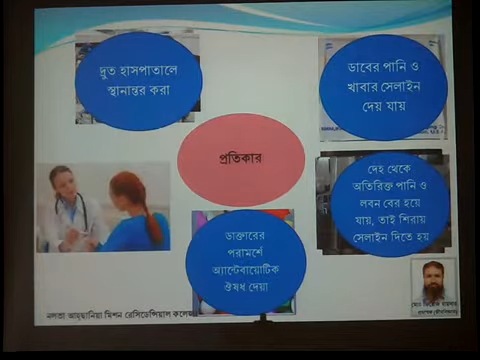 দ্রুত হাসপাতালে
স্থানান্তর করা
ডাবের পানি ও
খাবার সেলাইন
দেয় যায়
প্রতিকার
দেহ থেকে
অতিরিক্ত পানি ও
লবন বের হয়ে
যায়, তাই শিরায়
সেলাইন দিতে হয়
ডাক্তারের
পরামর্শে
অ্যান্টেবায়োটিক
ঔষধ দেয়া
নলতা আহ্ছানিয়া মিশন রেসিডেন্সিয়াল কলেজ